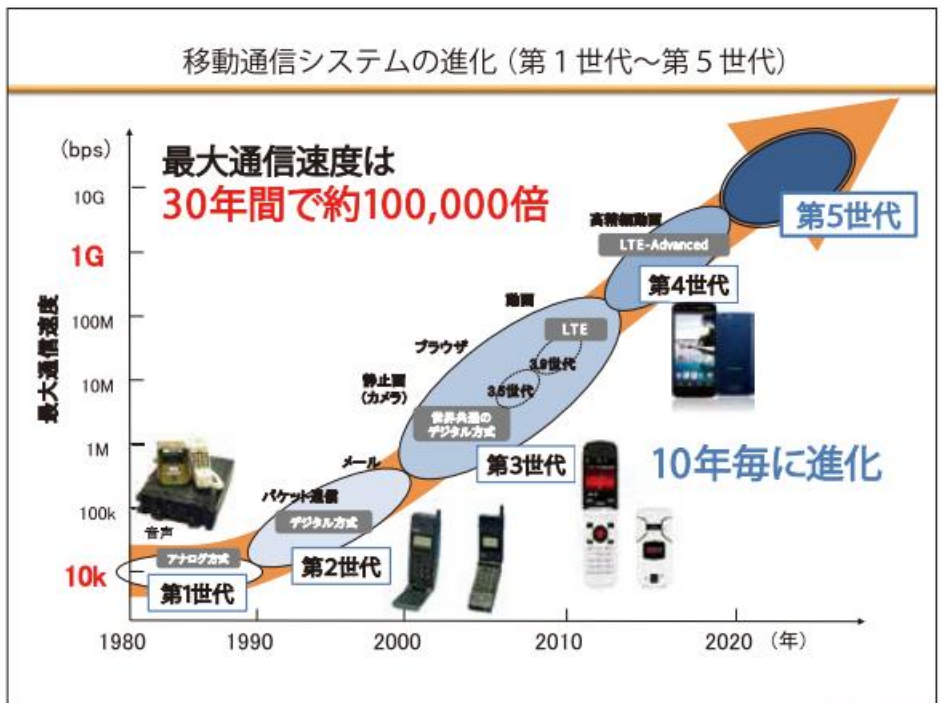 移動通信システムの進化（第１世代～第５世代）
(bps)
最大通信速度は
30年間で約100,000倍
10G
1G
100M
10M
1M
100k
10k
最大通信速度
高精細動画
LTE-Advanced
第5世代
第4世代
動画
LTE
ブラウザ
3.9世代
静止画
(カメラ)
3.5世代
世界共通の
デジタル方式
第3世代
10年毎に進化
メール
パケット通信
デジタル方式
第2世代
音声
アナログ方式
第1世代
1980
1990
2000
2010
2020
(年)